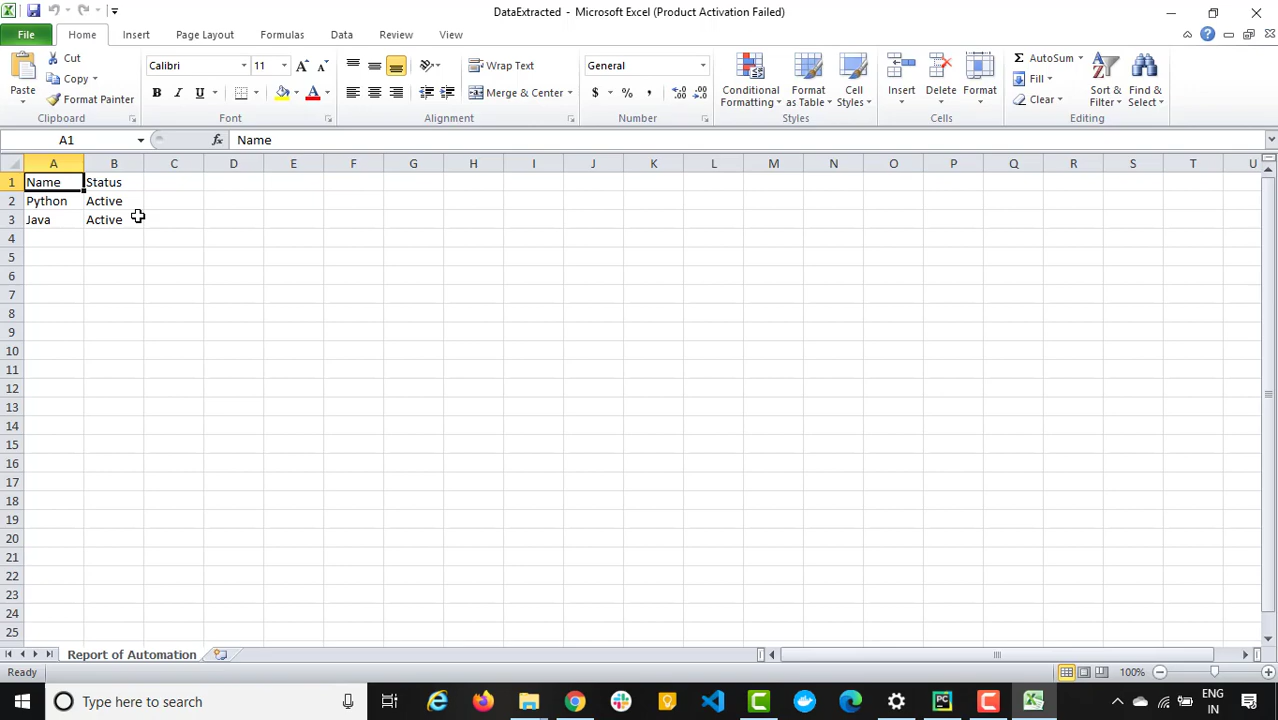 DataExtracted - Microsoft Excel (Product Activation Failed)
File Home Insert Page Layout Formulas Data Review View
Paste
Cut
Copy
Format Painter
Clipboard
Calibri 11
B I U A
Font
Wrap Text
Merge & Center
Alignment
General
$ % ,
Number
Conditional Formatting
Format as Table
Cell Styles
Styles
Insert Delete Format
Cells
Σ AutoSum
Fill
Clear
Sort & Filter
Find & Select
Editing
A1 fx Name
A B C D E F G H I J K L M N O P Q R S T U
1 Name Status
2 Python Active
3 Java Active
4
5
6
7
8
9
10
11
12
13
14
15
16
17
18
19
20
21
22
23
24
25
Report of Automation
Ready 100%
Type here to search
ENG
IN